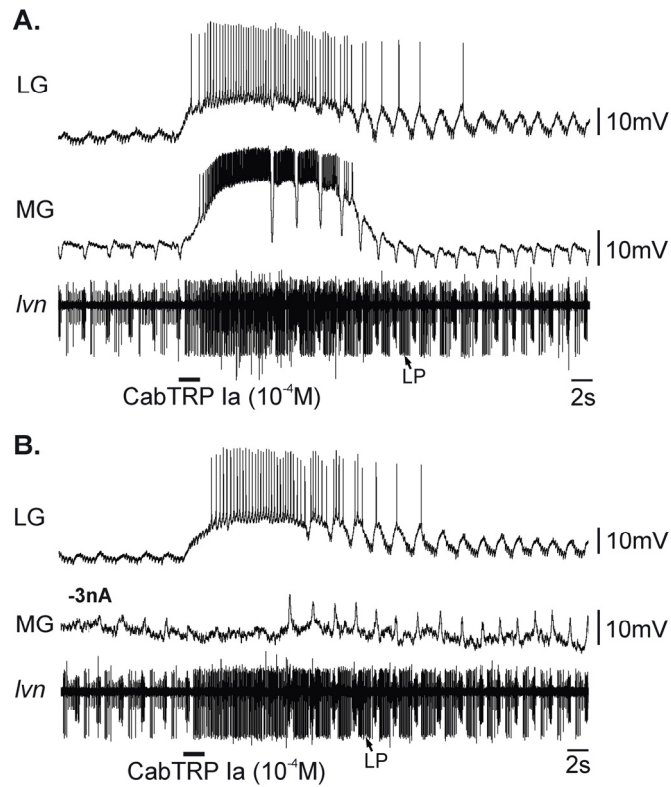 A.
LG
10mV
MG
10mV
lvn
LP
CabTRP Ia (10⁻⁴M)
2s
B.
LG
10mV
-3nA
MG
10mV
lvn
LP
CabTRP Ia (10⁻⁴M)
2s